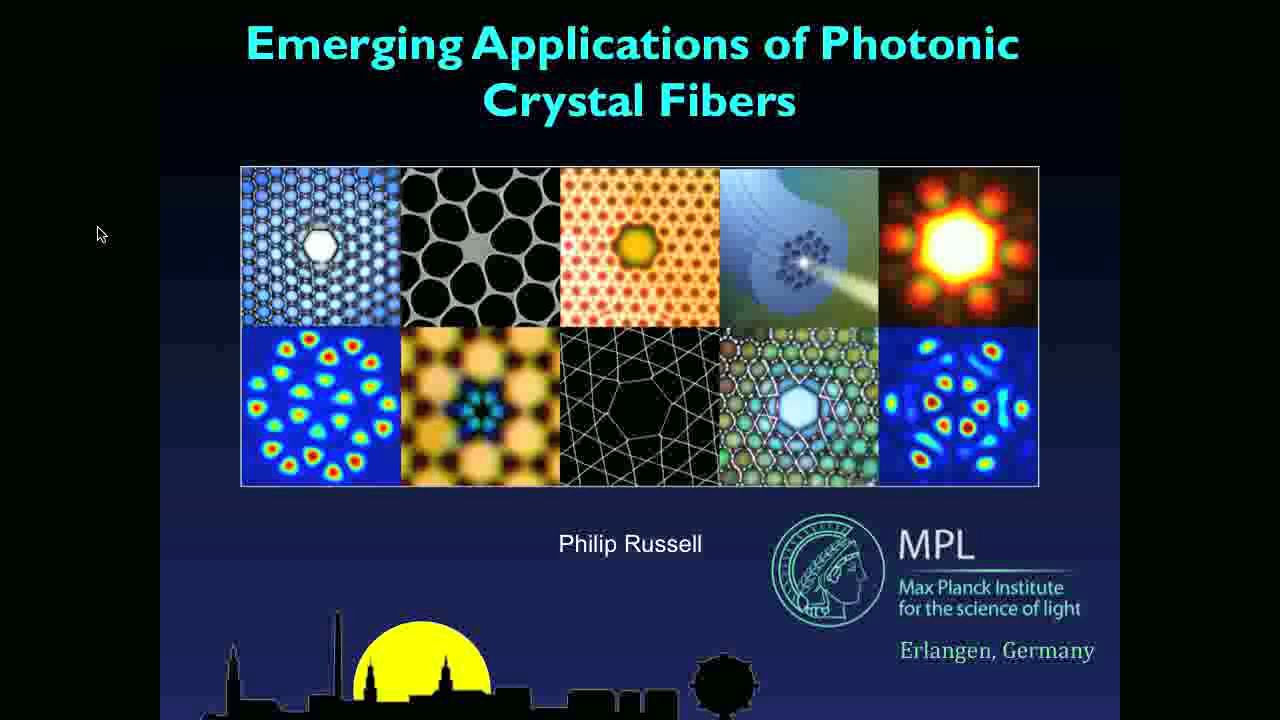 Emerging Applications of Photonic
Crystal Fibers
Philip Russell
MPL
Max Planck Institute
for the science of light
Erlangen, Germany